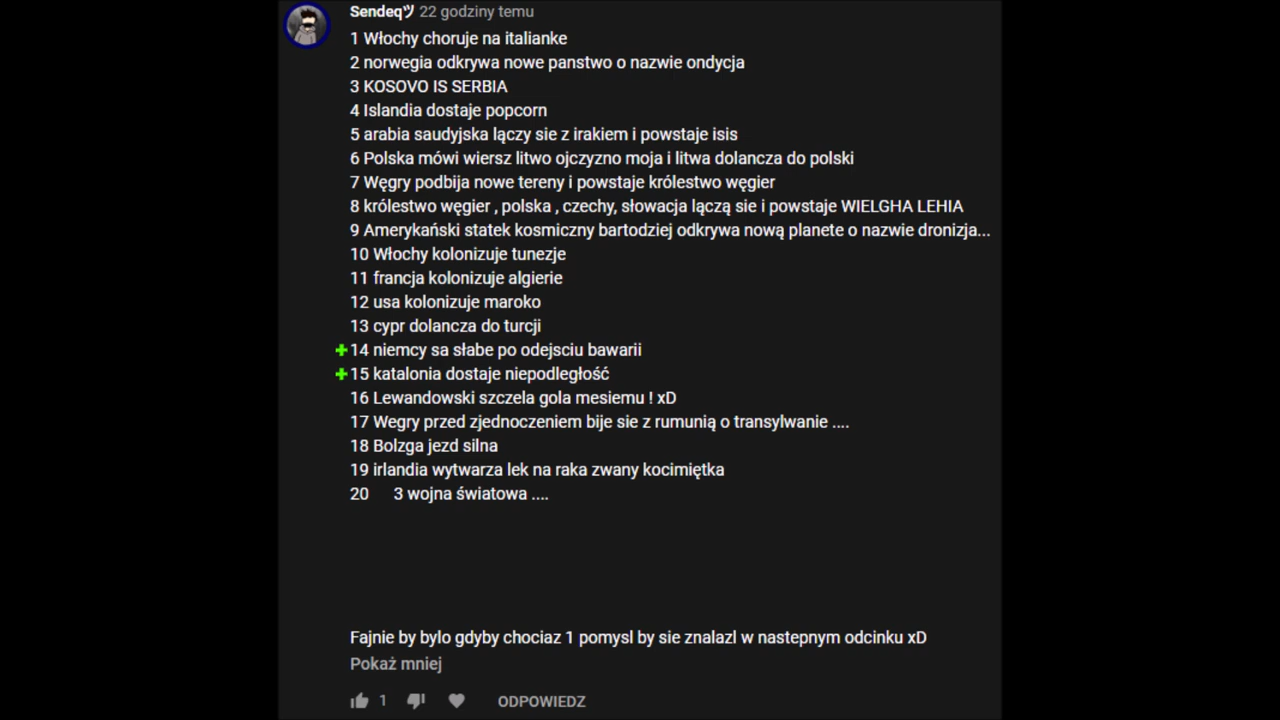 Sendeqツ 22 godziny temu
1 Włochy choruje na italianke
2 norwegia odkrywa nowe panstwo o nazwie ondycja
3 KOSOVO IS SERBIA
4 Islandia dostaje popcorn
5 arabia saudyjska lączy sie z irakiem i powstaje isis
6 Polska mówi wiersz litwo ojczyzno moja i litwa dolancza do polski
7 Węgry podbija nowe tereny i powstaje królestwo węgier
8 królestwo węgier , polska , czechy, słowacja lączą sie i powstaje WIELGHA LEHIA
9 Amerykański statek kosmiczny bartodziej odkrywa nową planete o nazwie dronizja...
10 Włochy kolonizuje tunezje
11 francja kolonizuje algierie
12 usa kolonizuje maroko
13 cypr dolancza do turcji
14 niemcy sa słabe po odejsciu bawarii
15 katalonia dostaje niepodległość
16 Lewandowski szczela gola mesiemu ! xD
17 Wegry przed zjednoczeniem bije sie z rumunią o transylwanie ....
18 Bolzga jezd silna
19 irlandia wytwarza lek na raka zwany kocimiętka
20 3 wojna światowa ....
Fajnie by bylo gdyby chociaz 1 pomysl by sie znalazl w nastepnym odcinku xD
Pokaż mniej
1 ODPOWIEDZ